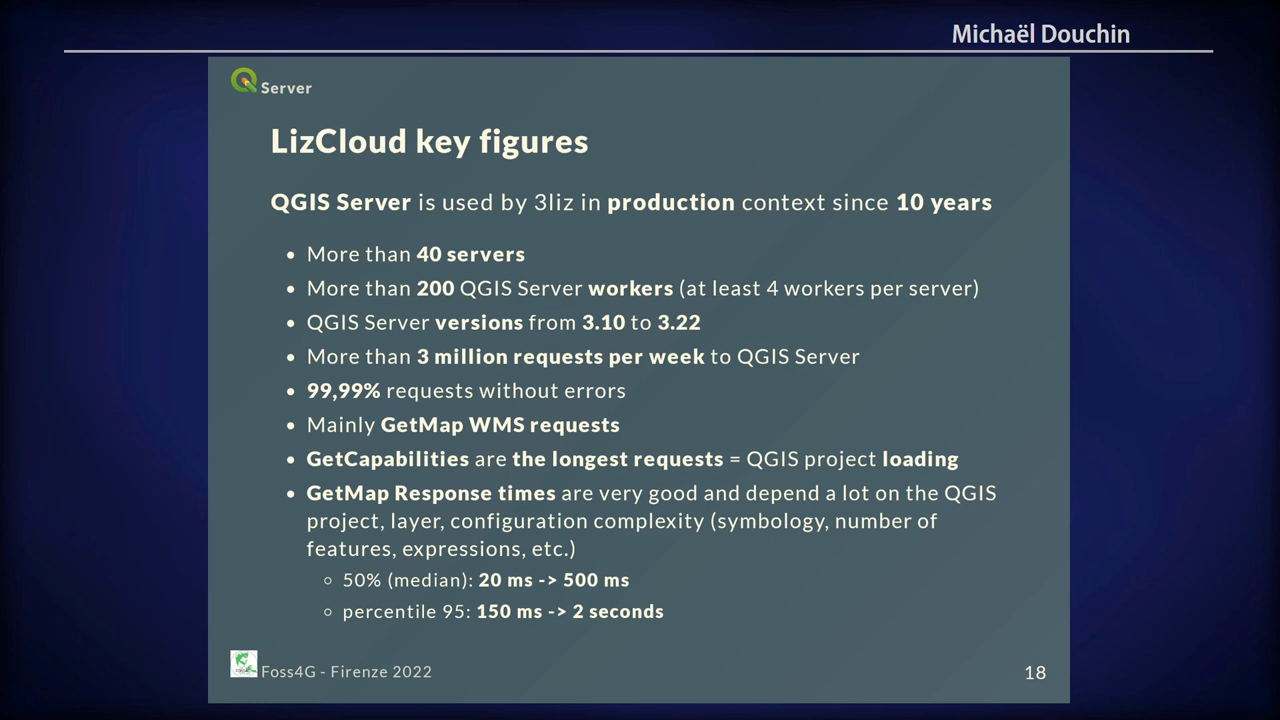 Michaël Douchin
Server
LizCloud key figures
QGIS Server is used by 3liz in production context since 10 years
• More than 40 servers
• More than 200 QGIS Server workers (at least 4 workers per server)
• QGIS Server versions from 3.10 to 3.22
• More than 3 million requests per week to QGIS Server
• 99,99% requests without errors
• Mainly GetMap WMS requests
• GetCapabilities are the longest requests = QGIS project loading
• GetMap Response times are very good and depend a lot on the QGIS
project, layer, configuration complexity (symbology, number of
features, expressions, etc.)
◦ 50% (median): 20 ms -> 500 ms
◦ percentile 95: 150 ms -> 2 seconds
Foss4G - Firenze 2022
18